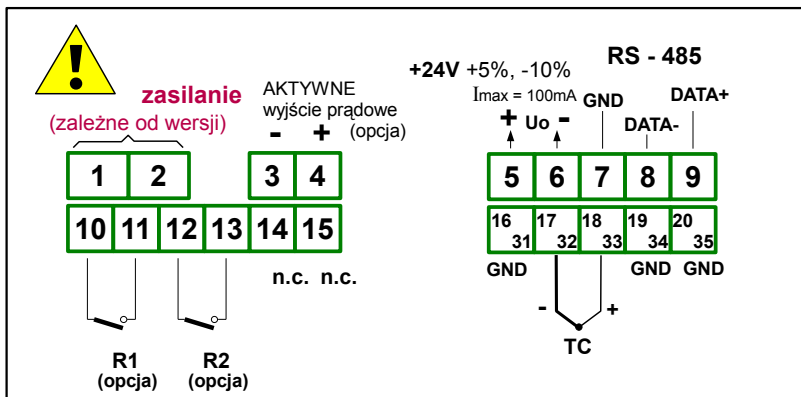 !
zasilanie
(zależne od wersji)
AKTYWNE
wyjście prądowe
- + (opcja)
1 2 3 4
10 11 12 13 14 15
n.c. n.c.
R1
(opcja)
R2
(opcja)
+24V +5%, -10%
Imax = 100mA
+ Uo -
RS - 485
GND
DATA-
DATA+
5 6 7 8 9
16 17 18 19 20
31 32 33 34 35
GND GND GND
- +
TC